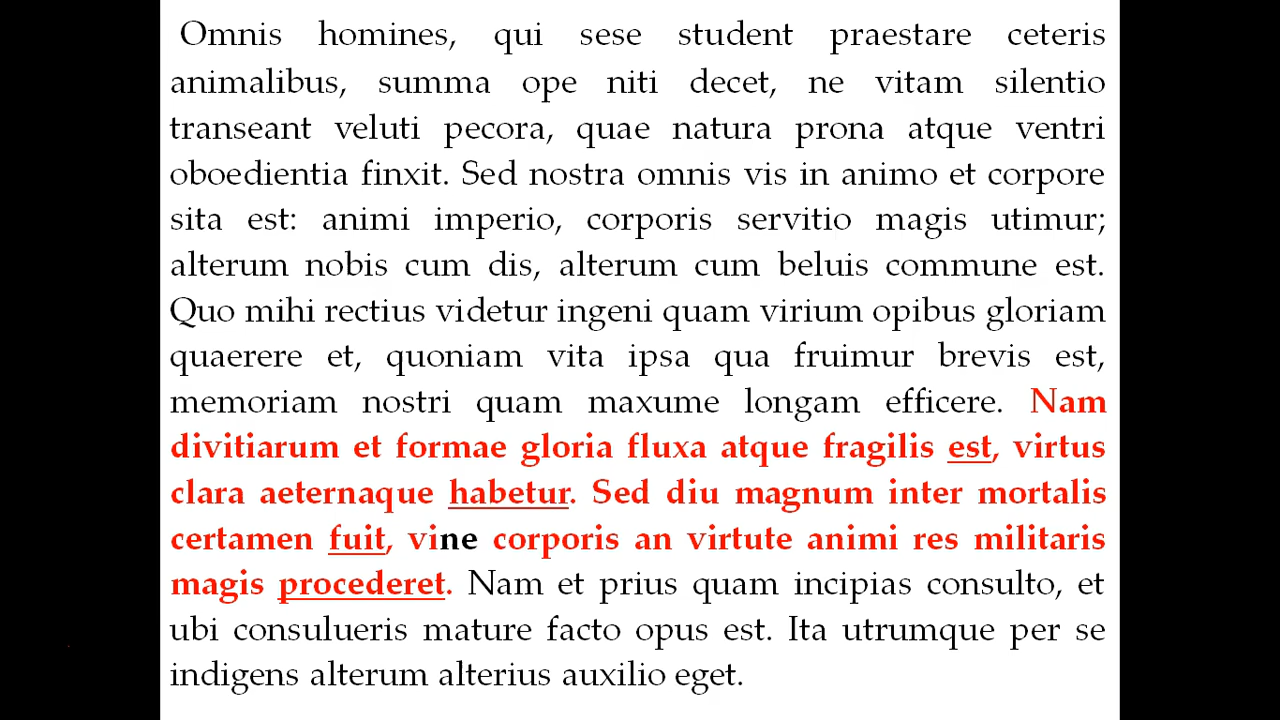 Omnis homines, qui sese student praestare ceteris
animalibus, summa ope niti decet, ne vitam silentio
transeant veluti pecora, quae natura prona atque ventri
oboedientia finxit. Sed nostra omnis vis in animo et corpore
sita est: animi imperio, corporis servitio magis utimur;
alterum nobis cum dis, alterum cum beluis commune est.
Quo mihi rectius videtur ingeni quam virium opibus gloriam
quaerere et, quoniam vita ipsa qua fruimur brevis est,
memoriam nostri quam maxume longam efficere. Nam
divitiarum et formae gloria fluxa atque fragilis est, virtus
clara aeternaque habetur. Sed diu magnum inter mortalis
certamen fuit, vine corporis an virtute animi res militaris
magis procederet. Nam et prius quam incipias consulto, et
ubi consulueris mature facto opus est. Ita utrumque per se
indigens alterum alterius auxilio eget.